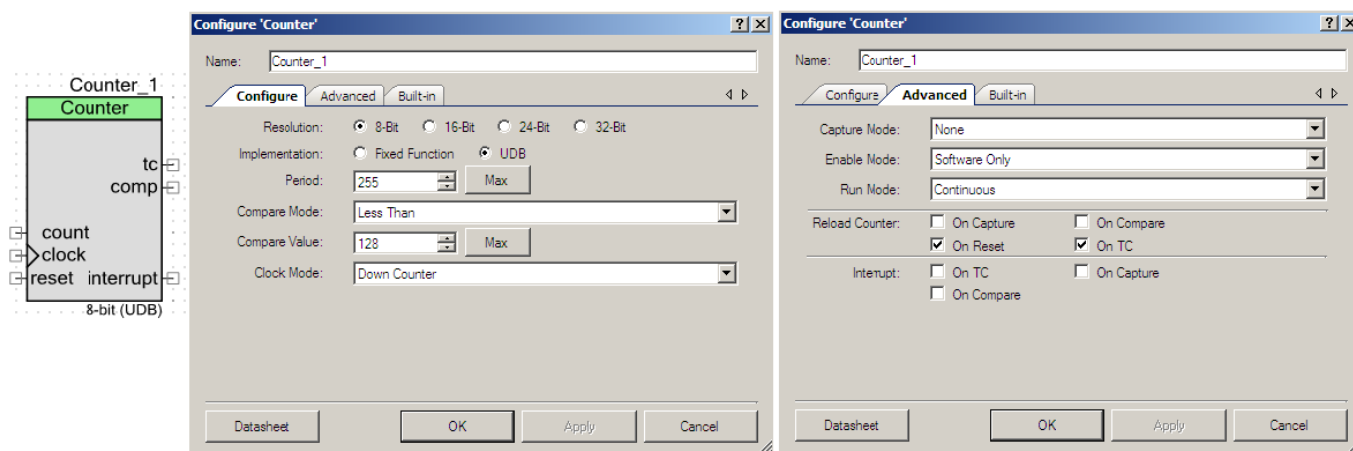 Counter_1
Counter
tc
comp
count
clock
reset interrupt
8-bit (UDB)
Configure 'Counter'
Name: Counter_1
Configure Advanced Built-in
Resolution: 8-Bit 16-Bit 24-Bit 32-Bit
Implementation: Fixed Function UDB
Period: 255 Max
Compare Mode: Less Than
Compare Value: 128 Max
Clock Mode: Down Counter
Datasheet OK Apply Cancel
Configure 'Counter'
Name: Counter_1
Configure Advanced Built-in
Capture Mode: None
Enable Mode: Software Only
Run Mode: Continuous
Reload Counter: On Capture On Compare
On Reset On TC
Interrupt: On TC On Capture
On Compare
Datasheet OK Apply Cancel